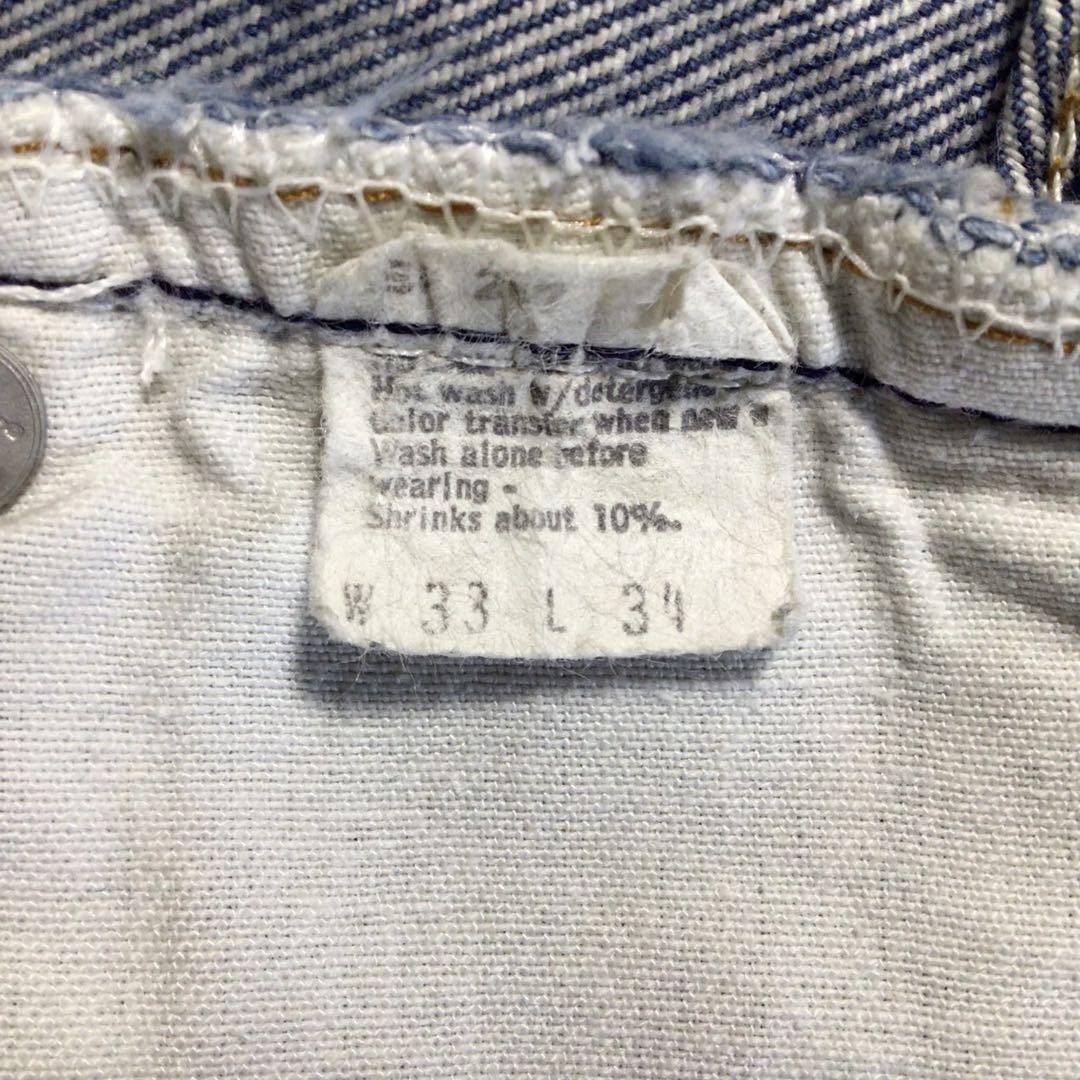 Hot wash w/detergent
Color transfer when new
Wash alone before
wearing -
Shrinks about 10%.
W 33 L 34